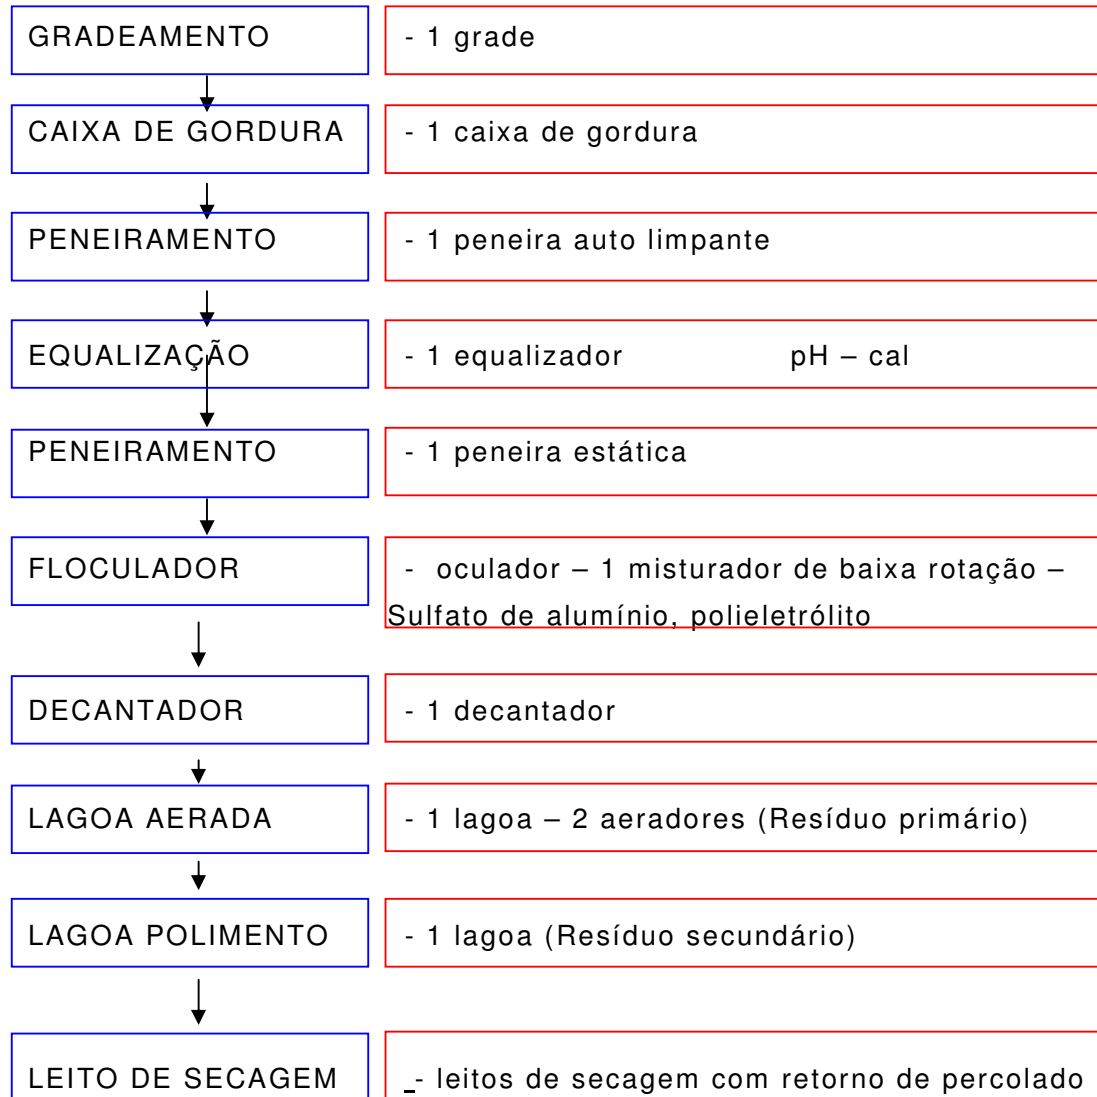 GRADEAMENTO - 1 grade
CAIXA DE GORDURA - 1 caixa de gordura
PENEIRAMENTO - 1 peneira auto limpante
EQUALIZAÇÃO - 1 equalizador pH – cal
PENEIRAMENTO - 1 peneira estática
FLOCULADOR - oculador – 1 misturador de baixa rotação –
Sulfato de alumínio, polieletrólito
DECANTADOR - 1 decantador
LAGOA AERADA - 1 lagoa – 2 aeradores (Resíduo primário)
LAGOA POLIMENTO - 1 lagoa (Resíduo secundário)
LEITO DE SECAGEM _- leitos de secagem com retorno de percolado